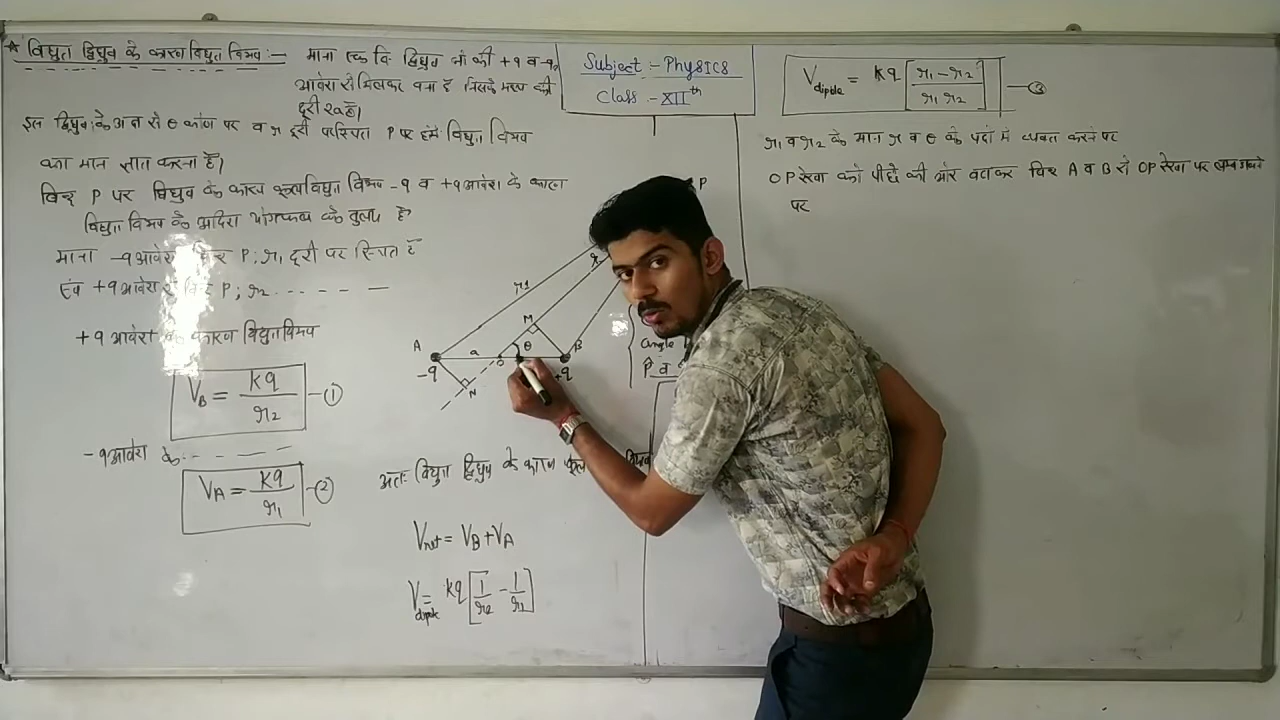 * विद्युत द्विध्रुव के कारण विद्युत विभव :-
माना एक वि. द्विध्रुव जो की +q व -q
आवेश से मिलकर बना है जिसके मध्य की
दूरी 2a है।
इस द्विध्रुव के अक्ष से θ कोण पर व r दूरी पर स्थित P पर हमें विद्युत विभव
का मान ज्ञात करना है।
बिन्दु P पर द्विध्रुव के कारण कुल विद्युत विभव -q व +q आवेश के कारण
विद्युत विभव के अदिश योगफल के तुल्य है
माना -q आवेश P; r₁ दूरी पर स्थित है
एवं +q आवेश से P; r₂ - - - - -
+q आवेश के कारण विद्युत विभव
V_B = Kq/r₂ -①
-q आवेश के - - - -
V_A = Kq/r₁ -②
Subject :- PhySICS
Class :- XIIth
P
r1
r
M
A
a
O
θ
B
-q
N
+q
angle
अतः विद्युत द्विध्रुव के कारण कुल
V_net = V_B + V_A
V_dipole = Kq [1/r₂ - 1/r₁]
V_dipole = Kq [(r₁ - r₂)/(r₁ r₂)] -③
r₁ व r₂ के मान r व θ के पदों में व्यक्त करने पर
OP रेखा को पीछे की ओर बढाकर बिन्दु A व B से OP रेखा पर लम्ब डालने
पर